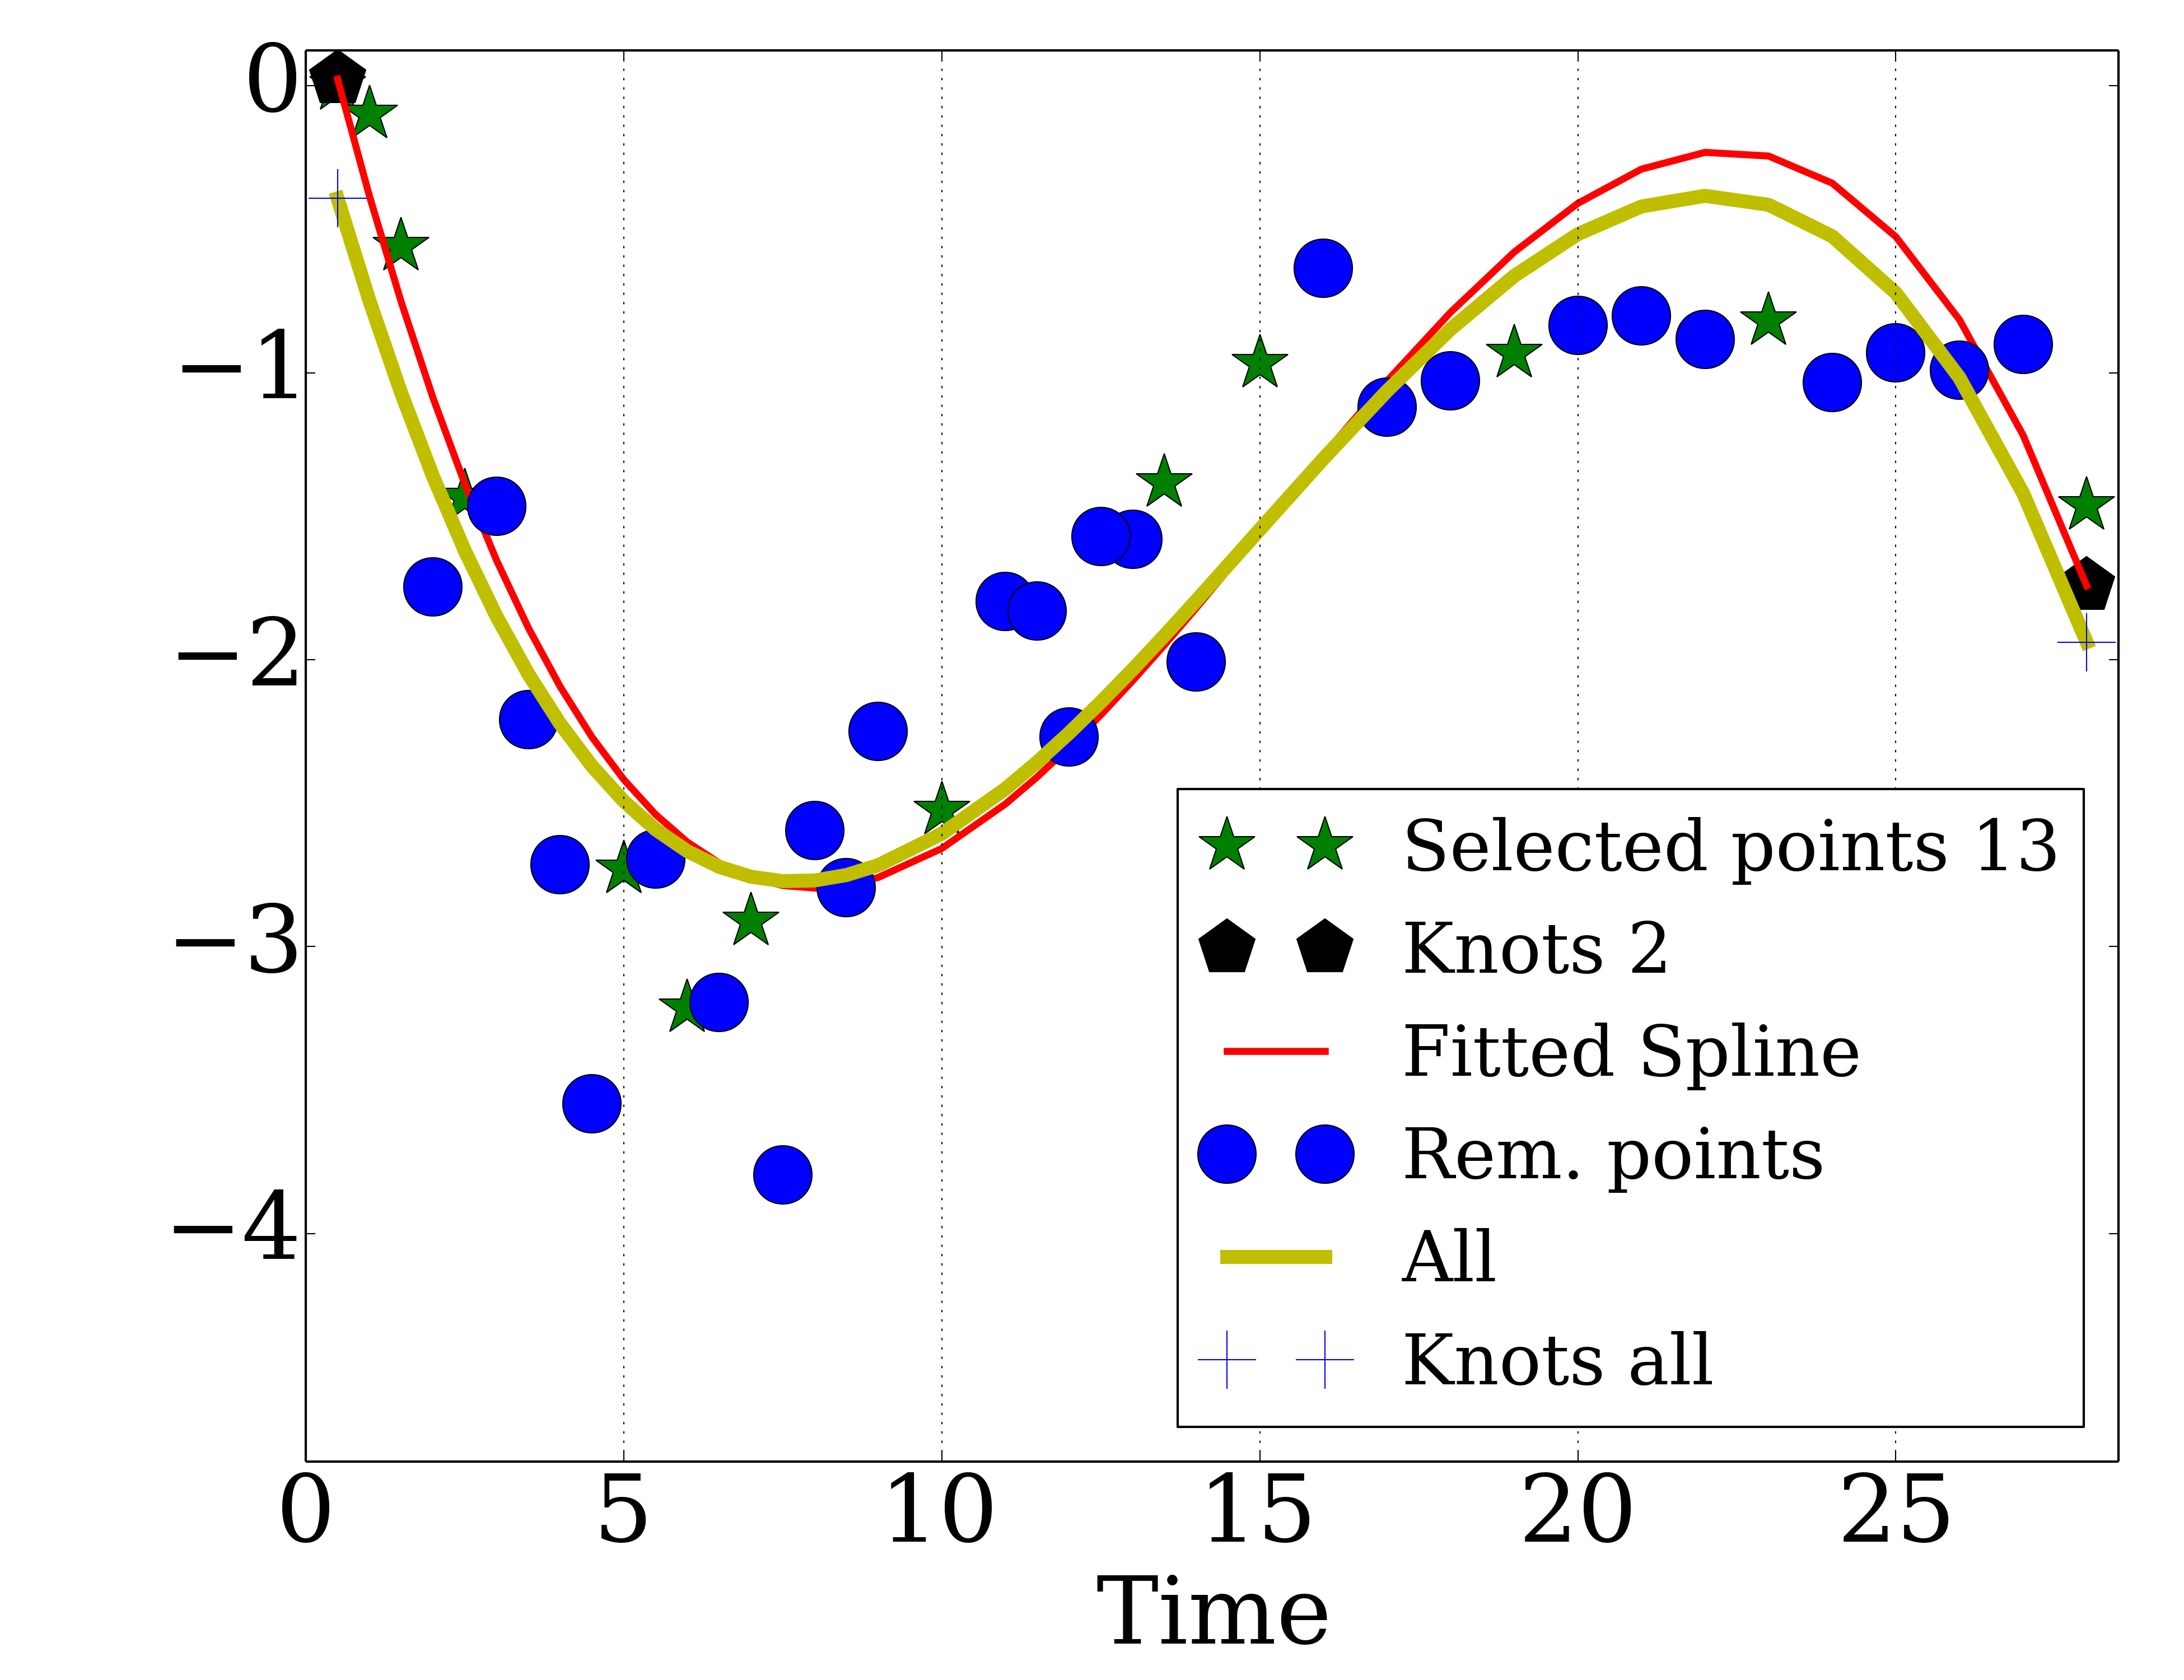 0
−1
−2
−3
−4
Selected points 13
Knots 2
Fitted Spline
Rem. points
All
Knots all
0 5 10 15 20 25
Time